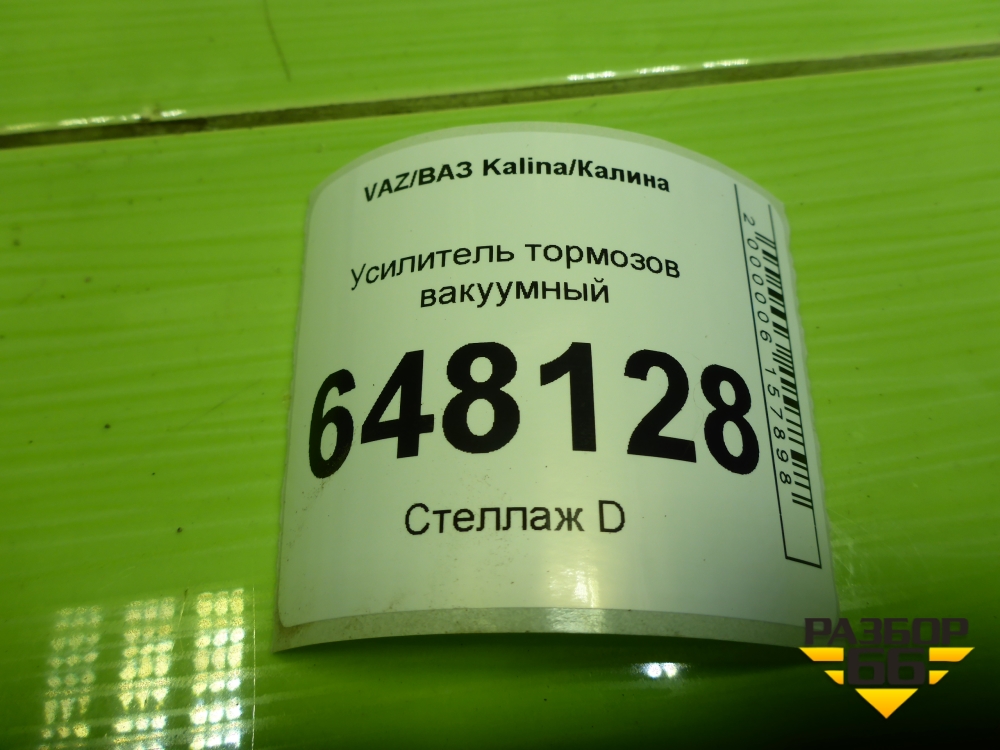 VAZ/ВАЗ Kalina/Калина
Усилитель тормозов
вакуумный
648128
Стеллаж D
2000006157898
РАЗБОР
66